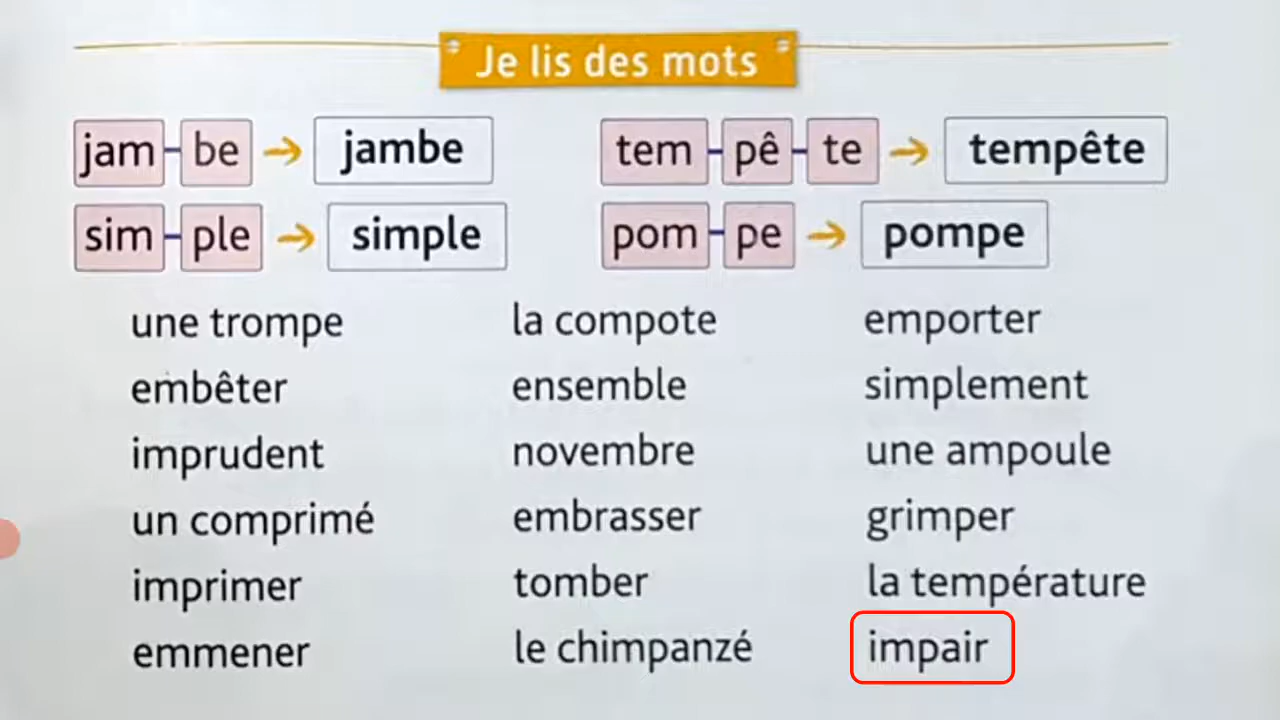 Je lis des mots
jam - be → jambe
tem - pê - te → tempête
sim - ple → simple
pom - pe → pompe
une trompe
la compote
emporter
embêter
ensemble
simplement
imprudent
novembre
une ampoule
un comprimé
embrasser
grimper
imprimer
tomber
la température
emmener
le chimpanzé
impair